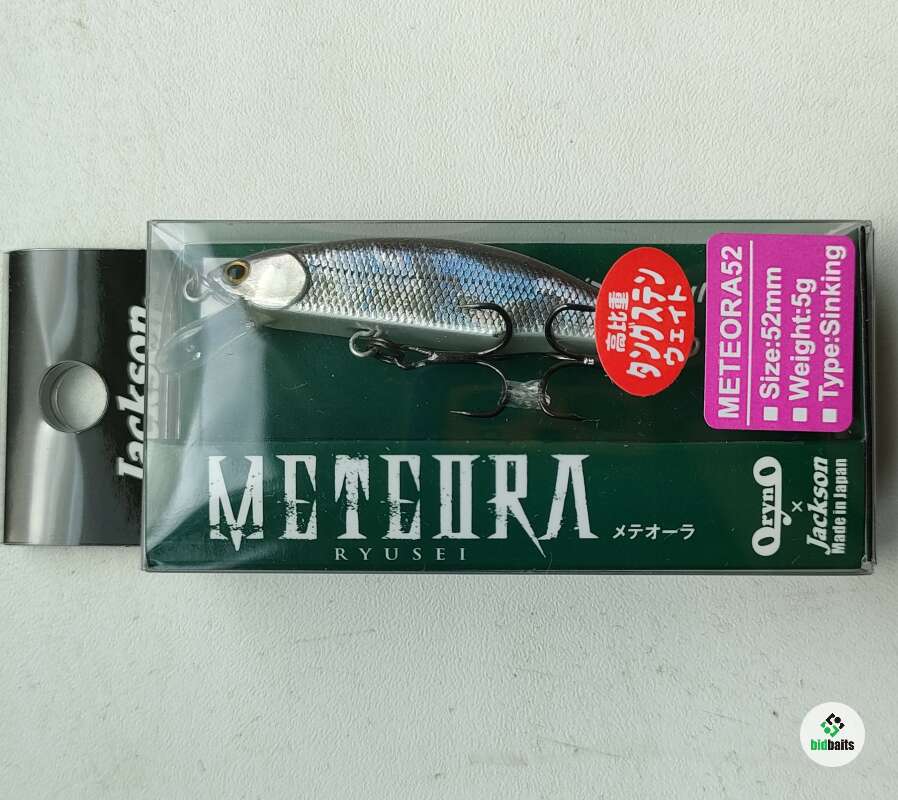 Jackson
METEORA
RYUSEI
メテオーラ
高比重
タングステン
ウェイト
METEORA52
■ Size:52mm
■ Weight:5g
■ Type:Sinking
OrynO
×
Jackson
Made in Japan
bidbaits